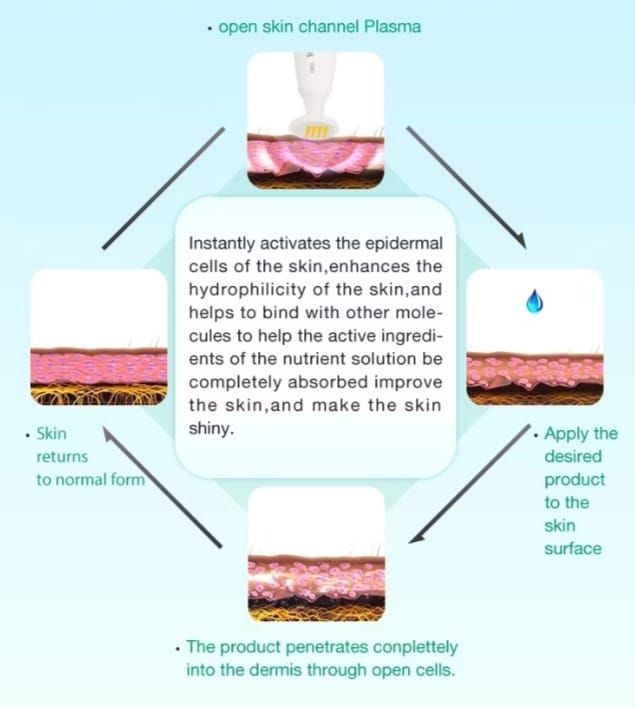 • open skin channel Plasma
Instantly activates the epidermal
cells of the skin,enhances the
hydrophilicity of the skin,and
helps to bind with other mole-
cules to help the active ingredi-
ents of the nutrient solution be
completely absorbed improve
the skin,and make the skin
shiny.
• Apply the
desired
product
to the
skin
surface
• Skin
returns
to normal form
• The product penetrates conplettely
into the dermis through open cells.